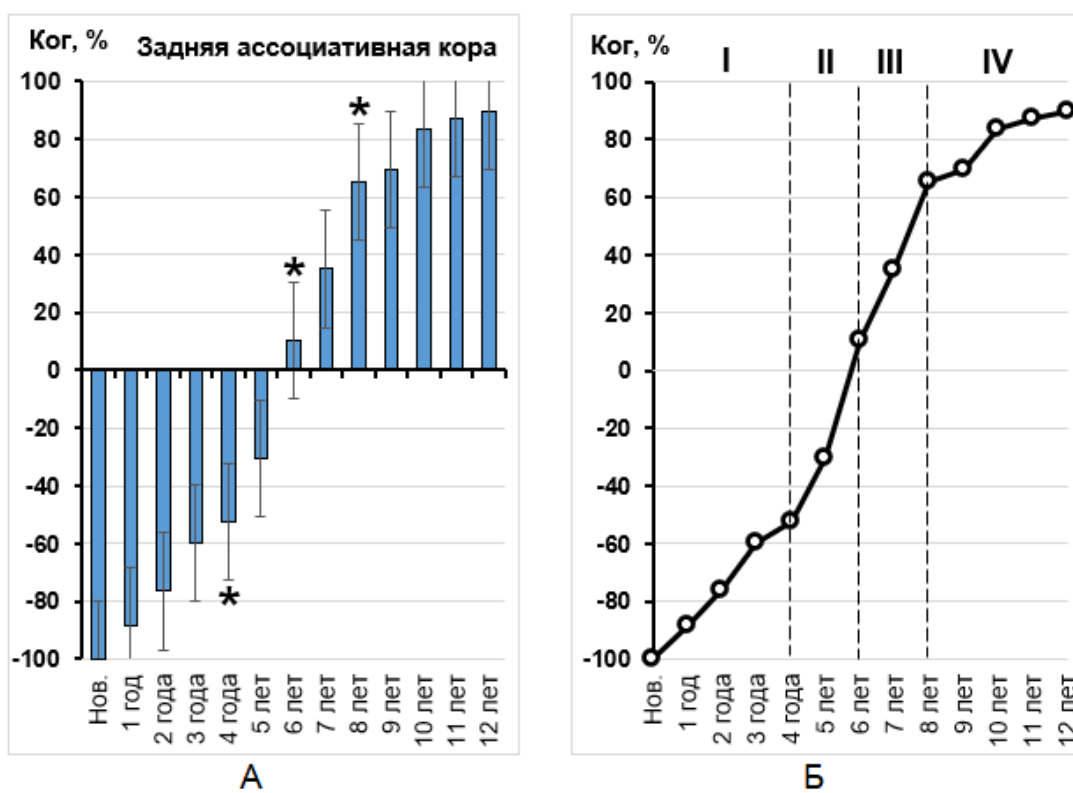 Ког, %
Задняя ассоциативная кора
100
80
60
40
20
0
-20
-40
-60
-80
-100
*
*
*
Нов.
1 год
2 года
3 года
4 года
5 лет
6 лет
7 лет
8 лет
9 лет
10 лет
11 лет
12 лет
А
Ког, %
I
II
III
IV
100
80
60
40
20
0
-20
-40
-60
-80
-100
Нов.
1 год
2 года
3 года
4 года
5 лет
6 лет
7 лет
8 лет
9 лет
10 лет
11 лет
12 лет
Б